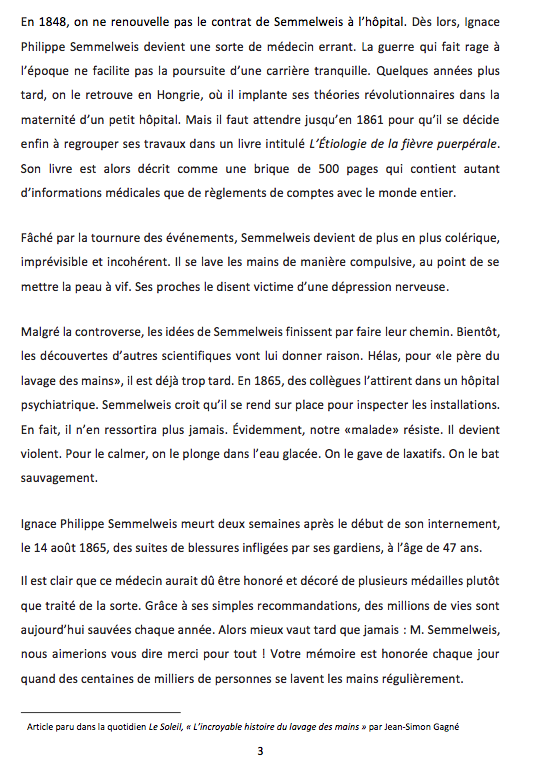 En 1848, on ne renouvelle pas le contrat de Semmelweis à l’hôpital. Dès lors, Ignace
Philippe Semmelweis devient une sorte de médecin errant. La guerre qui fait rage à
l’époque ne facilite pas la poursuite d’une carrière tranquille. Quelques années plus
tard, on le retrouve en Hongrie, où il implante ses théories révolutionnaires dans la
maternité d’un petit hôpital. Mais il faut attendre jusqu’en 1861 pour qu’il se décide
enfin à regrouper ses travaux dans un livre intitulé L’Étiologie de la fièvre puerpérale.
Son livre est alors décrit comme une brique de 500 pages qui contient autant
d’informations médicales que de règlements de comptes avec le monde entier.
Fâché par la tournure des événements, Semmelweis devient de plus en plus colérique,
imprévisible et incohérent. Il se lave les mains de manière compulsive, au point de se
mettre la peau à vif. Ses proches le disent victime d’une dépression nerveuse.
Malgré la controverse, les idées de Semmelweis finissent par faire leur chemin. Bientôt,
les découvertes d’autres scientifiques vont lui donner raison. Hélas, pour «le père du
lavage des mains», il est déjà trop tard. En 1865, des collègues l’attirent dans un hôpital
psychiatrique. Semmelweis croit qu’il se rend sur place pour inspecter les installations.
En fait, il n’en ressortira plus jamais. Évidemment, notre «malade» résiste. Il devient
violent. Pour le calmer, on le plonge dans l’eau glacée. On le gave de laxatifs. On le bat
sauvagement.
Ignace Philippe Semmelweis meurt deux semaines après le début de son internement,
le 14 août 1865, des suites de blessures infligées par ses gardiens, à l’âge de 47 ans.
Il est clair que ce médecin aurait dû être honoré et décoré de plusieurs médailles plutôt
que traité de la sorte. Grâce à ses simples recommandations, des millions de vies sont
aujourd’hui sauvées chaque année. Alors mieux vaut tard que jamais : M. Semmelweis,
nous aimerions vous dire merci pour tout ! Votre mémoire est honorée chaque jour
quand des centaines de milliers de personnes se lavent les mains régulièrement.
Article paru dans la quotidien Le Soleil, « L’incroyable histoire du lavage des mains » par Jean-Simon Gagné
3